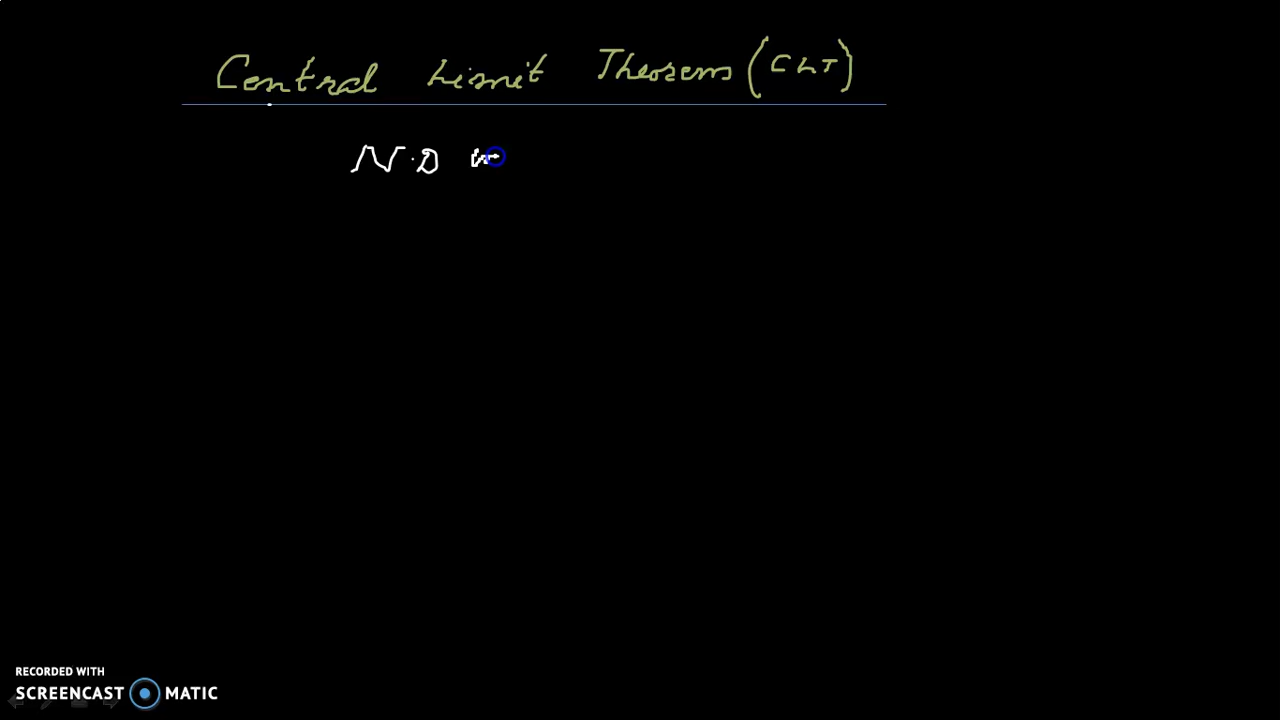 Central Limit Theorem (CLT)
N.D
RECORDED WITH
SCREENCAST MATIC